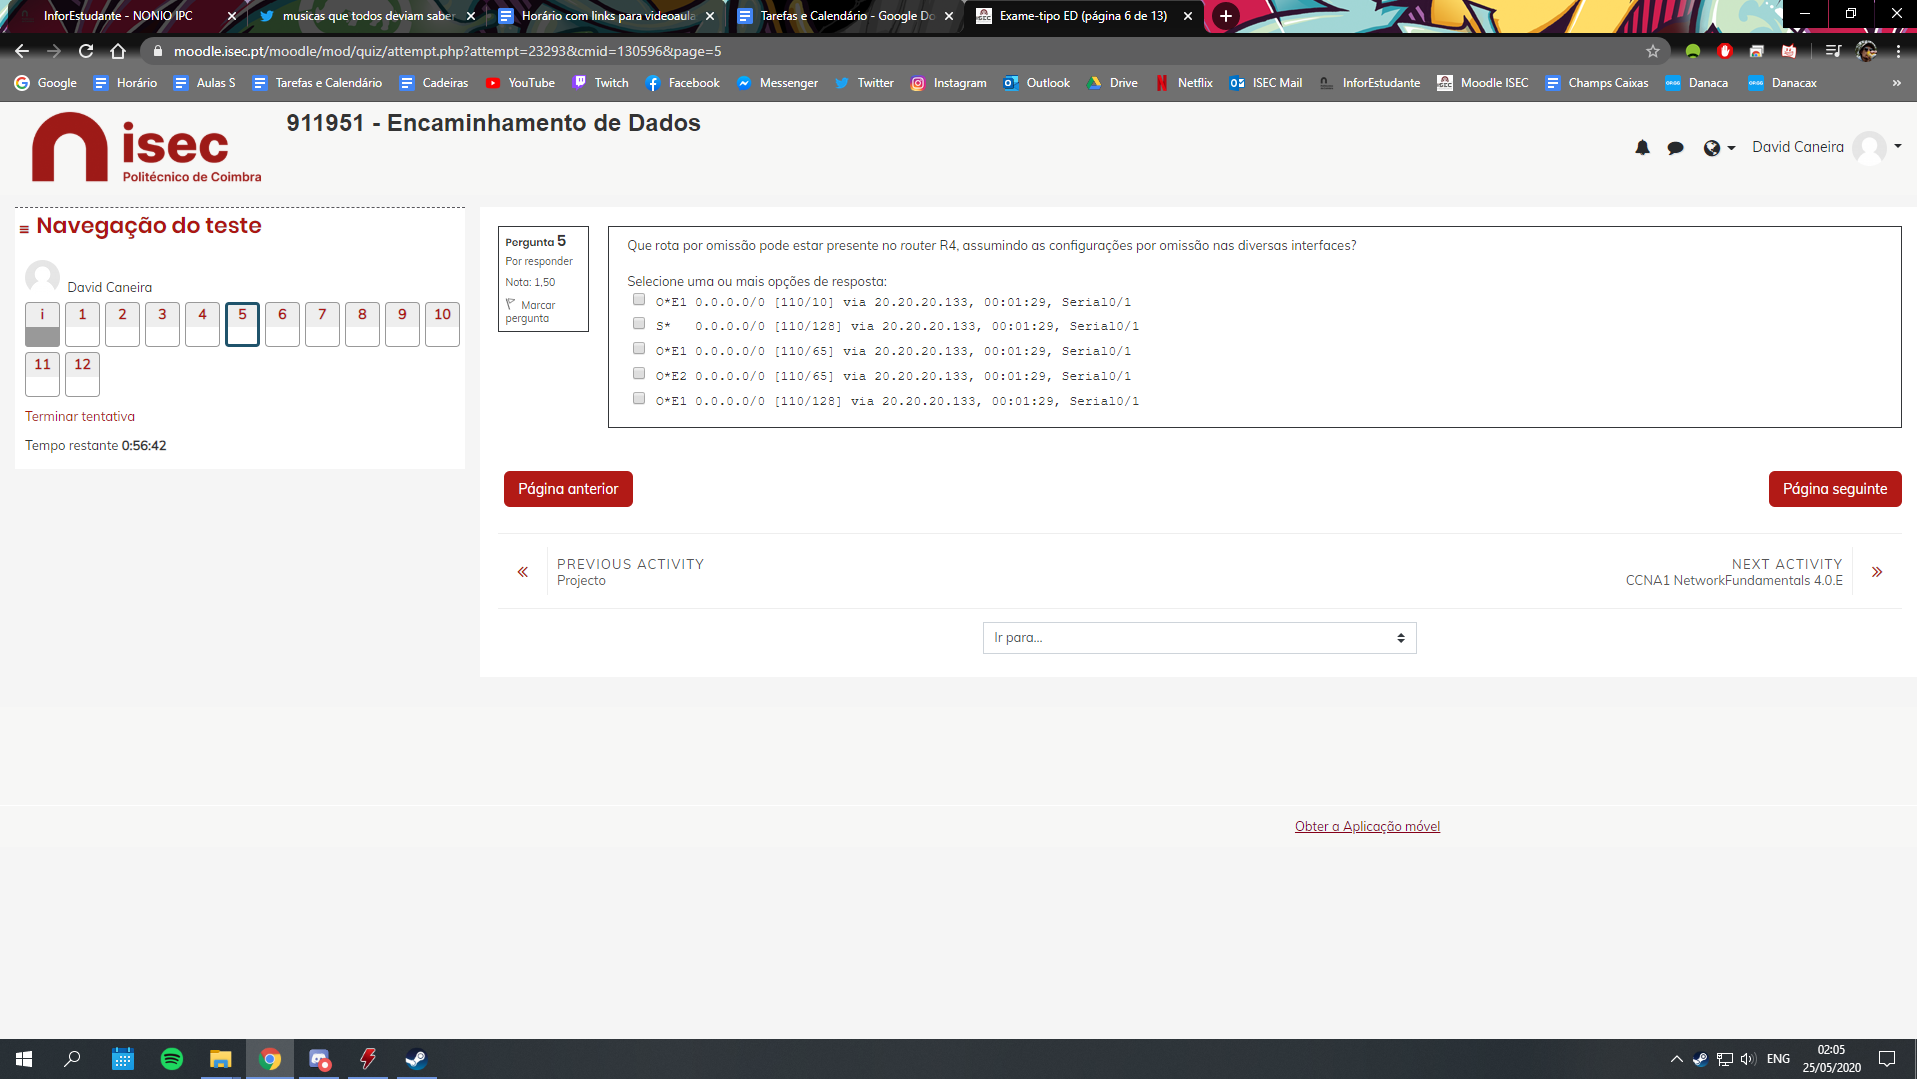 InforEstudante - NONIO IPC
musicas que todos deviam saber
Horário com links para videoaula
Tarefas e Calendário - Google Do
Exame-tipo ED (página 6 de 13)
moodle.isec.pt/moodle/mod/quiz/attempt.php?attempt=23293&cmid=130596&page=5
Google Horário Aulas S Tarefas e Calendário Cadeiras YouTube Twitch Facebook Messenger Twitter Instagram Outlook Drive Netflix ISEC Mail InforEstudante Moodle ISEC Champs Caixas Danaca Danacax »
isec
Politécnico de Coimbra
911951 - Encaminhamento de Dados
David Caneira
Navegação do teste
David Caneira
i 1 2 3 4 5 6 7 8 9 10
11 12
Terminar tentativa
Tempo restante 0:56:42
Pergunta 5
Por responder
Nota: 1,50
Marcar
pergunta
Que rota por omissão pode estar presente no router R4, assumindo as configurações por omissão nas diversas interfaces?
Selecione uma ou mais opções de resposta:
O*E1 0.0.0.0/0 [110/10] via 20.20.20.133, 00:01:29, Serial0/1
S* 0.0.0.0/0 [110/128] via 20.20.20.133, 00:01:29, Serial0/1
O*E1 0.0.0.0/0 [110/65] via 20.20.20.133, 00:01:29, Serial0/1
O*E2 0.0.0.0/0 [110/65] via 20.20.20.133, 00:01:29, Serial0/1
O*E1 0.0.0.0/0 [110/128] via 20.20.20.133, 00:01:29, Serial0/1
Página anterior
Página seguinte
PREVIOUS ACTIVITY
Projecto
NEXT ACTIVITY
CCNA1 NetworkFundamentals 4.0.E
Ir para...
Obter a Aplicação móvel
ENG
02:05
25/05/2020